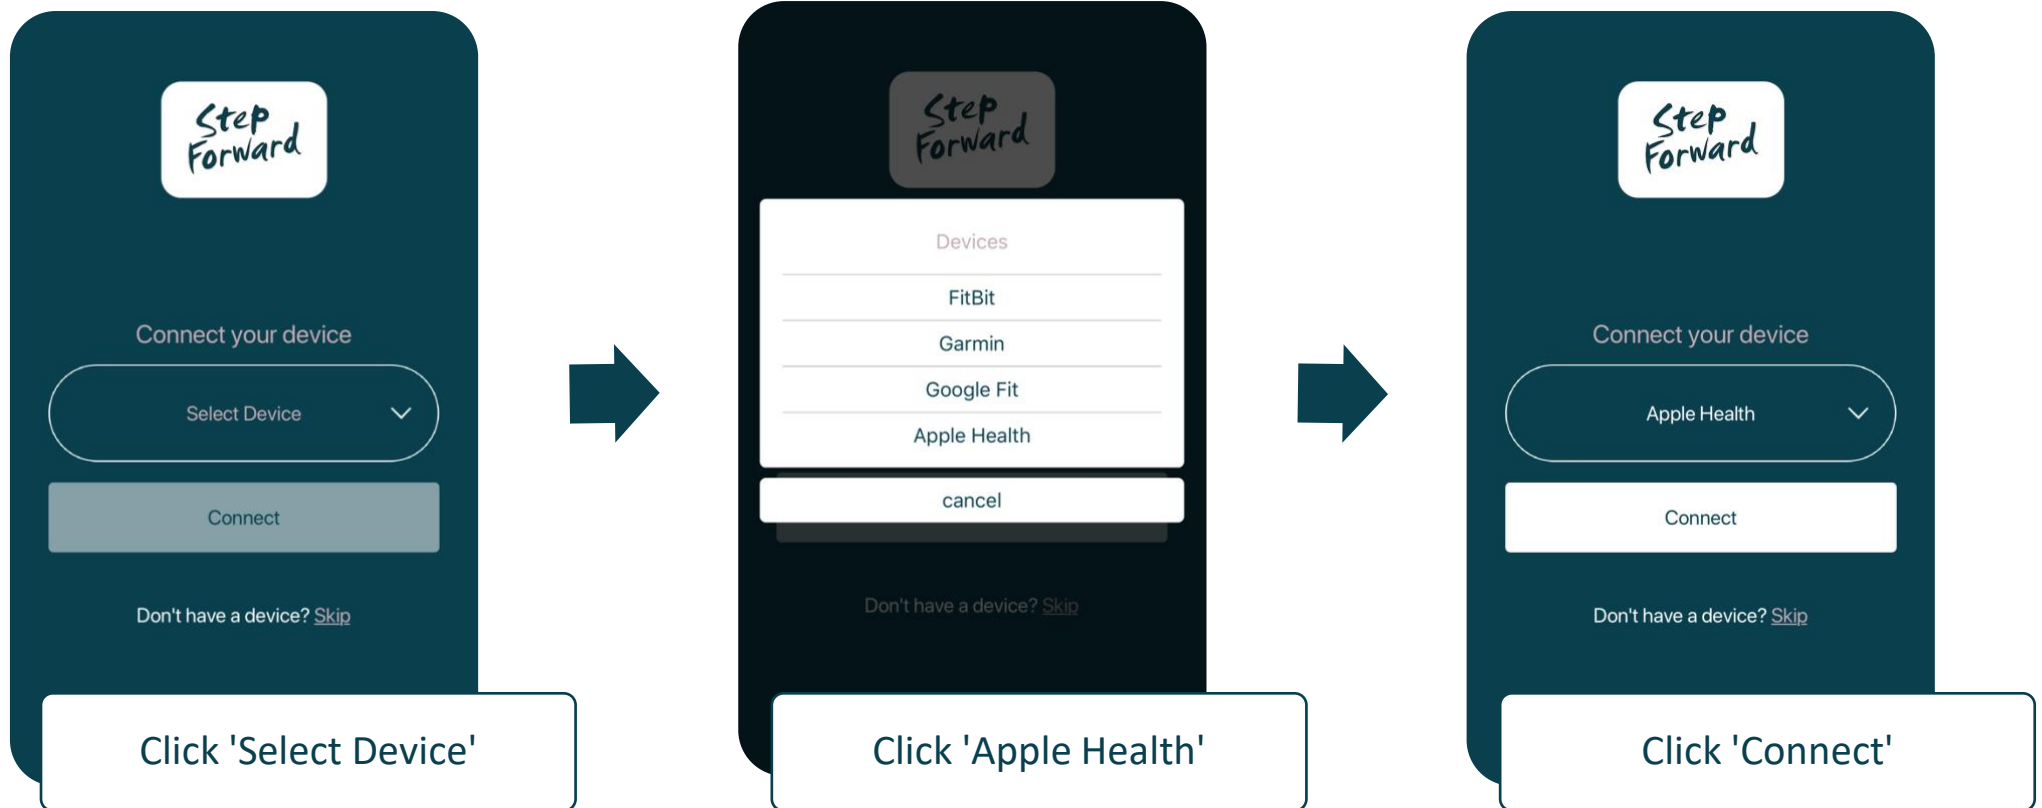 Step
Forward
Connect your device
Select Device
Connect
Don't have a device? Skip
Click 'Select Device'
Step
Forward
Devices
FitBit
Garmin
Google Fit
Apple Health
cancel
Don't have a device? Skip
Click 'Apple Health'
Step
Forward
Connect your device
Apple Health
Connect
Don't have a device? Skip
Click 'Connect'